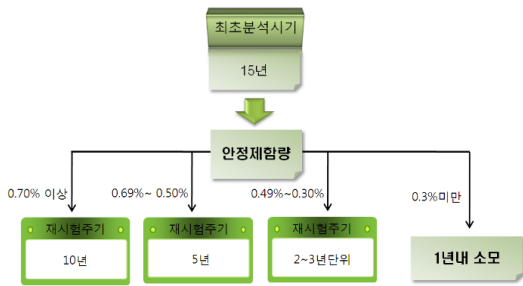 최초분석시기
15년
안정제함량
0.70% 이상
0.69%~ 0.50%
0.49%~0.30%
0.3%미만
재시험주기
10년
재시험주기
5년
재시험주기
2~3년단위
1년내 소모